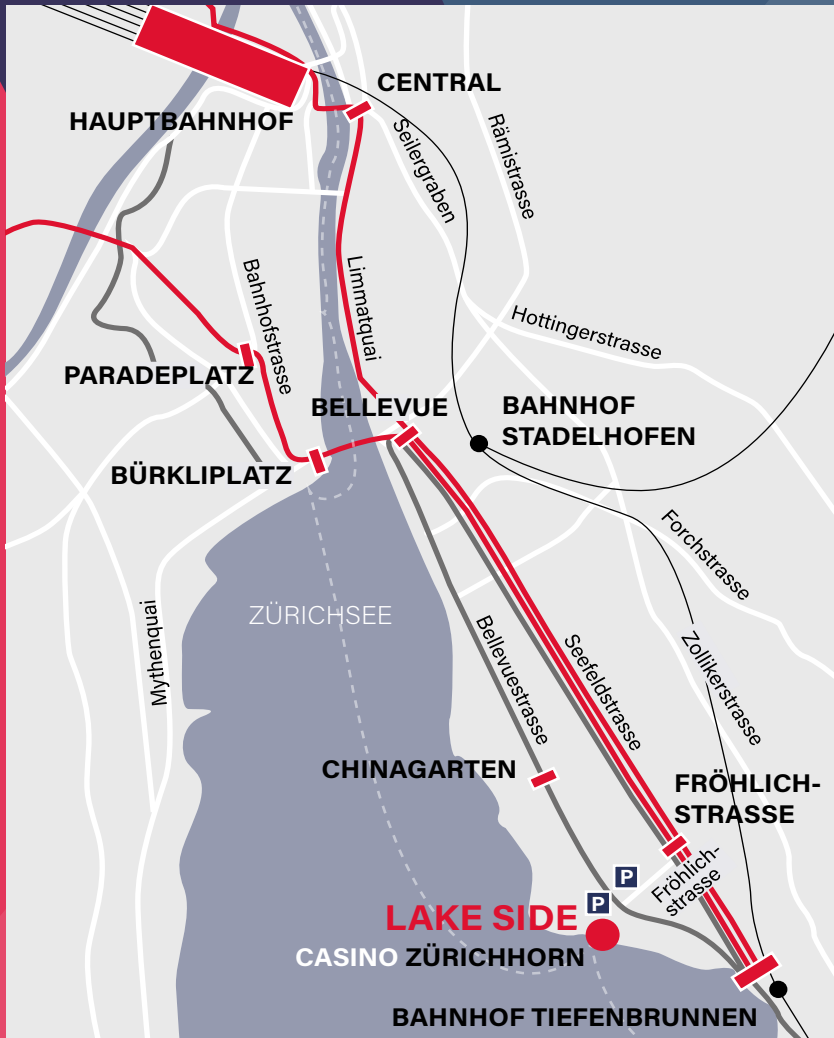 CENTRAL
HAUPTBAHNHOF
Seilergraben
Rämistrasse
Bahnhofstrasse
Limmatquai
Hottingerstrasse
PARADEPLATZ
BELLEVUE
BAHNHOF
STADELHOFEN
BÜRKLIPLATZ
Forchstrasse
ZÜRICHSEE
Mythenquai
Bellevuestrasse
Seefeldstrasse
Zollikerstrasse
CHINAGARTEN
FRÖHLICH-
STRASSE
Fröhlich-
strasse
P
P
LAKE SIDE
CASINO ZÜRICHHORN
BAHNHOF TIEFENBRUNNEN